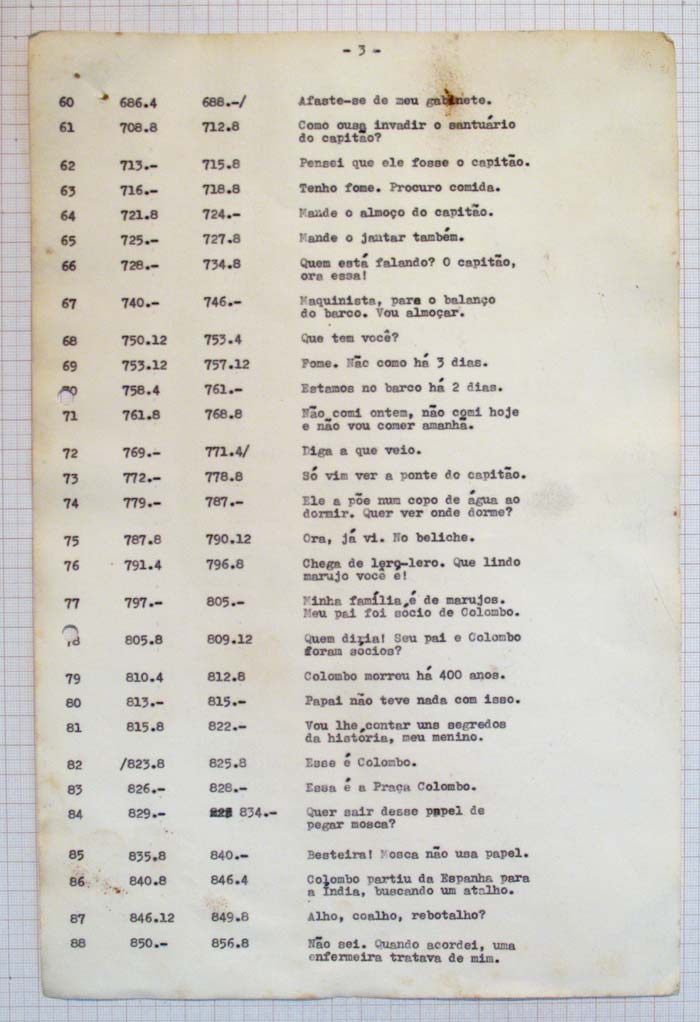 - 3 -
60 686.4 688.-/ Afaste-se de meu gabinete.
61 708.8 712.8 Como ousa invadir o santuário
do capitão?
62 713.- 715.8 Pensei que ele fosse o capitão.
63 716.- 718.8 Tenho fome. Procuro comida.
64 721.8 724.- Mande o almoço do capitão.
65 725.- 727.8 Mande o jantar também.
66 728.- 734.8 Quem está falando? O capitão,
ora essa!
67 740.- 746.- Maquinista, para o balanço
do barco. Vou almoçar.
68 750.12 753.4 Que tem você?
69 753.12 757.12 Fome. Não como há 3 dias.
70 758.4 761.- Estamos no barco há 2 dias.
71 761.8 768.8 Não comi ontem, não comi hoje
e não vou comer amanhã.
72 769.- 771.4/ Diga a que veio.
73 772.- 778.8 Só vim ver a ponte do capitão.
74 779.- 787.- Ele a põe num copo de água ao
dormir. Quer ver onde dorme?
75 787.8 790.12 Ora, já vi. No beliche.
76 791.4 796.8 Chega de lero-lero. Que lindo
marujo você é!
77 797.- 805.- Minha família é de marujos.
Meu pai foi sócio de Colombo.
78 805.8 809.12 Quem diria! Seu pai e Colombo
foram sócios?
79 810.4 812.8 Colombo morreu há 400 anos.
80 813.- 815.- Papai não teve nada com isso.
81 815.8 822.- Vou lhe contar uns segredos
da história, meu menino.
82 /823.8 825.8 Esse é Colombo.
83 826.- 828.- Essa é a Praça Colombo.
84 829.- 834.- Quer sair desse papel de
pegar mosca?
85 835.8 840.- Besteira! Mosca não usa papel.
86 840.8 846.4 Colombo partiu da Espanha para
a Índia, buscando um atalho.
87 846.12 849.8 Alho, coalho, rebotalho?
88 850.- 856.8 Não sei. Quando acordei, uma
enfermeira tratava de mim.